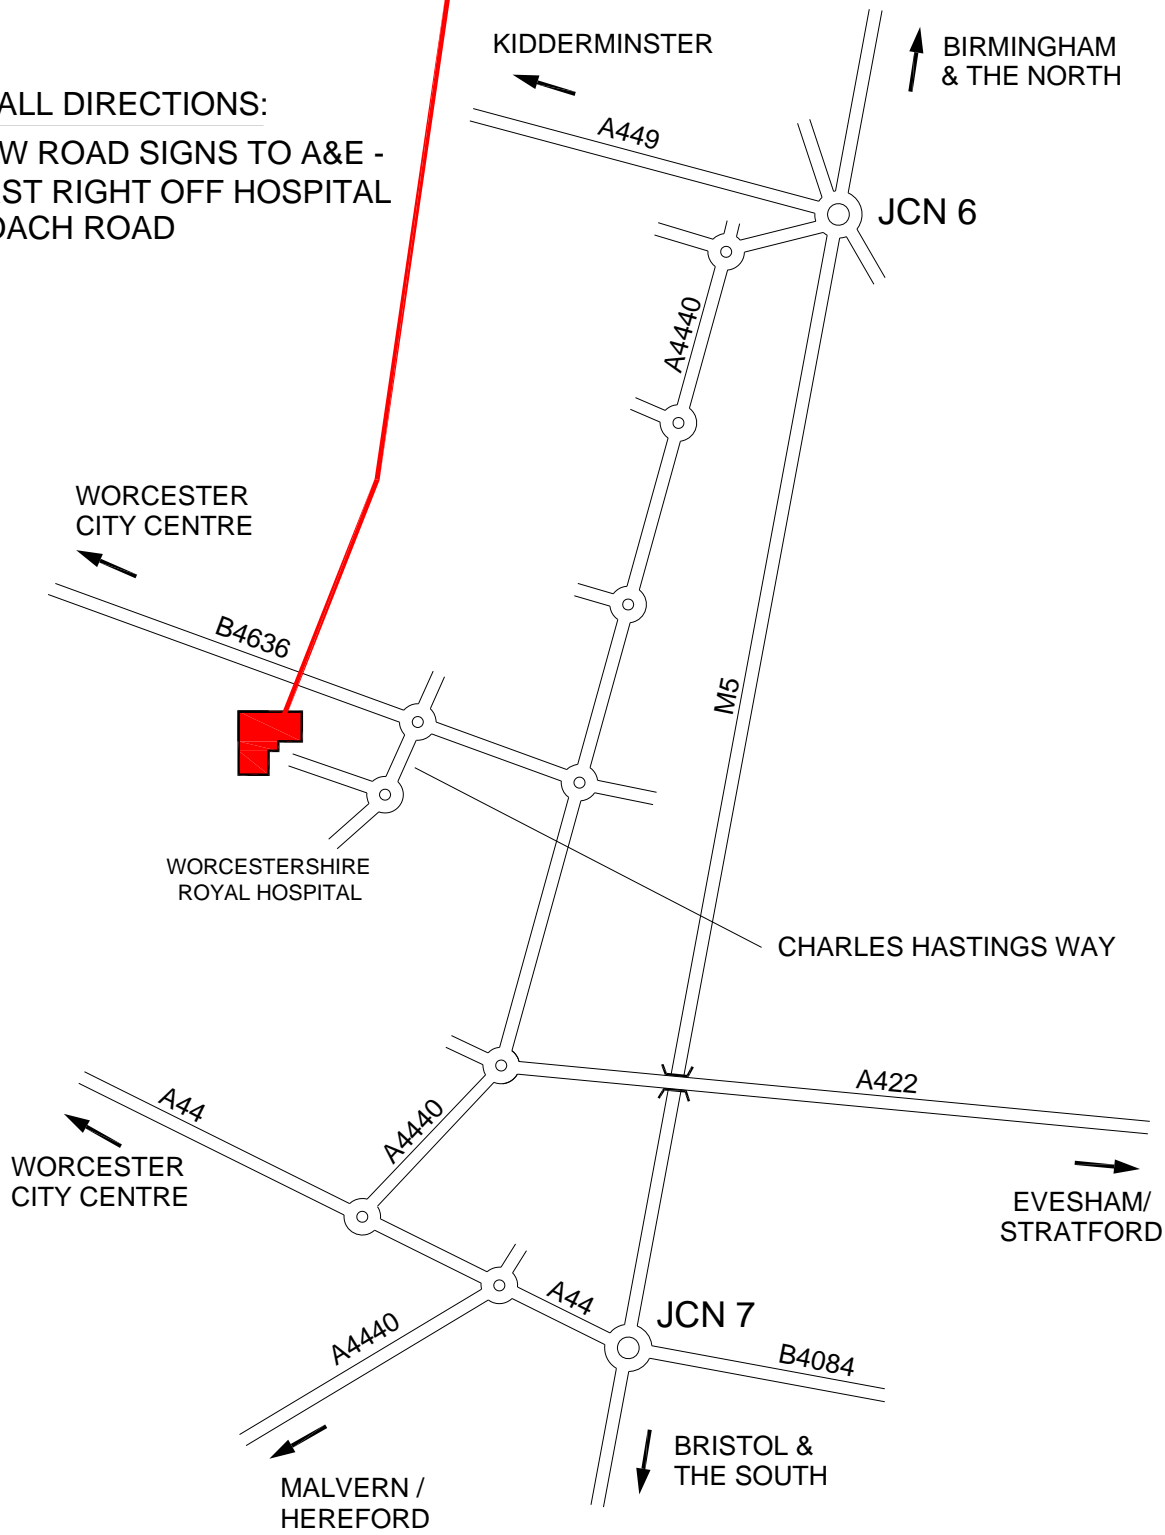 KIDDERMINSTER
BIRMINGHAM
& THE NORTH
ALL DIRECTIONS:
W ROAD SIGNS TO A&E -
ST RIGHT OFF HOSPITAL
OACH ROAD
A449
JCN 6
A4440
WORCESTER
CITY CENTRE
B4636
M5
WORCESTERSHIRE
ROYAL HOSPITAL
CHARLES HASTINGS WAY
A422
A44
A4440
WORCESTER
CITY CENTRE
EVESHAM/
STRATFORD
A44
JCN 7
A4440
B4084
BRISTOL &
THE SOUTH
MALVERN /
HEREFORD